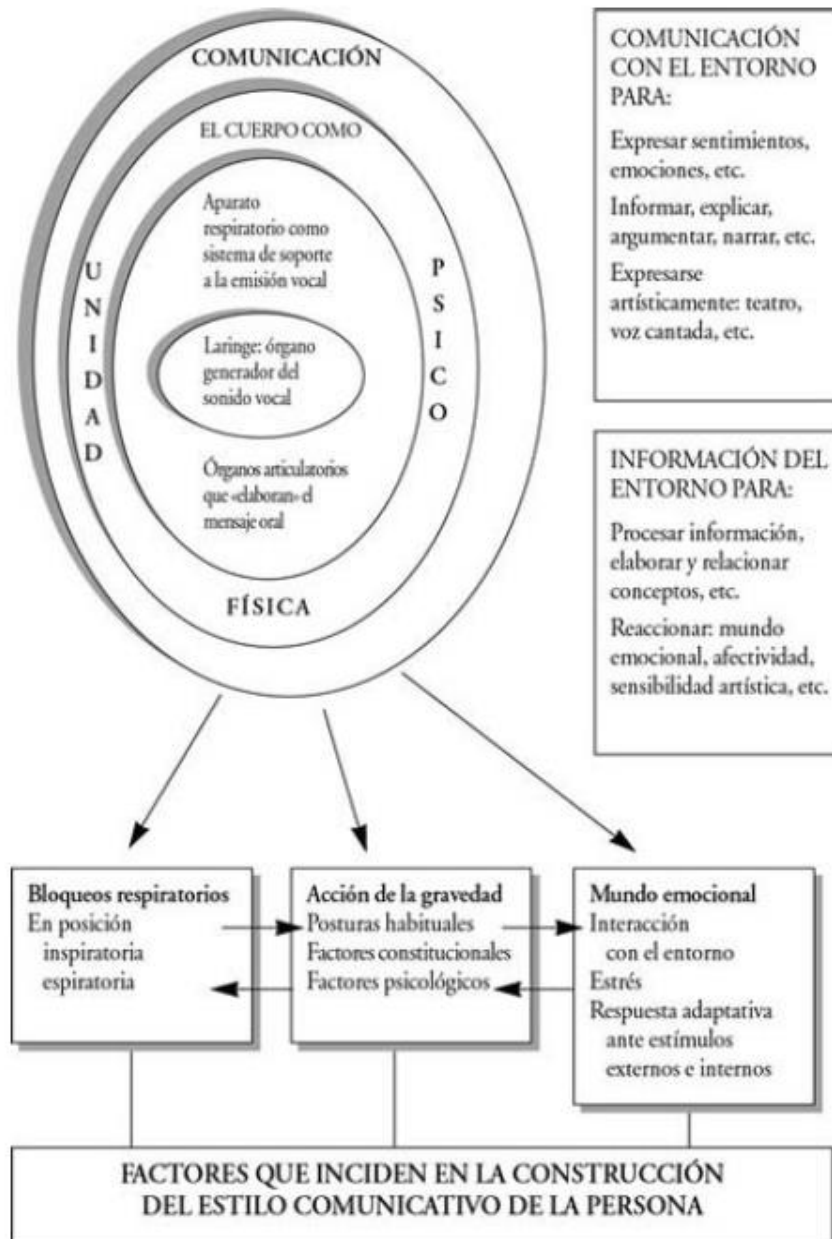 COMUNICACIÓN
EL CUERPO COMO
UNIDAD
PSICO
FÍSICA
Aparato
respiratorio como
sistema de soporte
a la emisión vocal
Laringe: órgano
generador del
sonido vocal
Órganos articulatorios
que «elaboran» el
mensaje oral
COMUNICACIÓN
CON EL ENTORNO
PARA:
Expresar sentimientos,
emociones, etc.
Informar, explicar,
argumentar, narrar, etc.
Expresarse
artísticamente: teatro,
voz cantada, etc.
INFORMACIÓN DEL
ENTORNO PARA:
Procesar información,
elaborar y relacionar
conceptos, etc.
Reaccionar: mundo
emocional, afectividad,
sensibilidad artística, etc.
Bloqueos respiratorios
En posición
inspiratoria
espiratoria
Acción de la gravedad
Posturas habituales
Factores constitucionales
Factores psicológicos
Mundo emocional
Interacción
con el entorno
Estrés
Respuesta adaptativa
ante estímulos
externos e internos
FACTORES QUE INCIDEN EN LA CONSTRUCCIÓN
DEL ESTILO COMUNICATIVO DE LA PERSONA